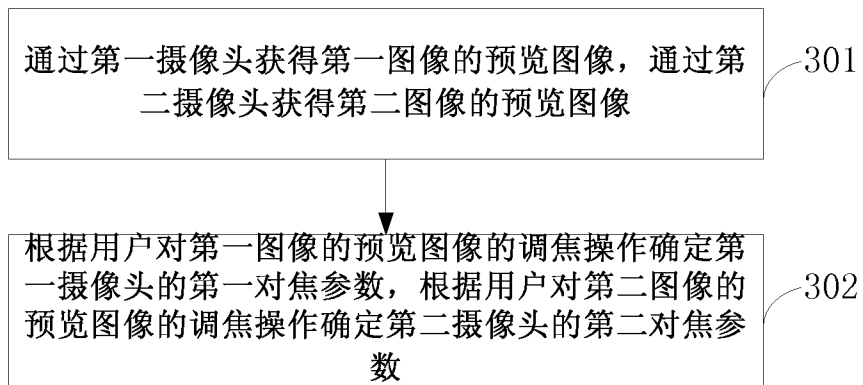 通过第一摄像头获得第一图像的预览图像，通过第
二摄像头获得第二图像的预览图像
301
根据用户对第一图像的预览图像的调焦操作确定第
一摄像头的第一对焦参数，根据用户对第二图像的
预览图像的调焦操作确定第二摄像头的第二对焦参
数
302